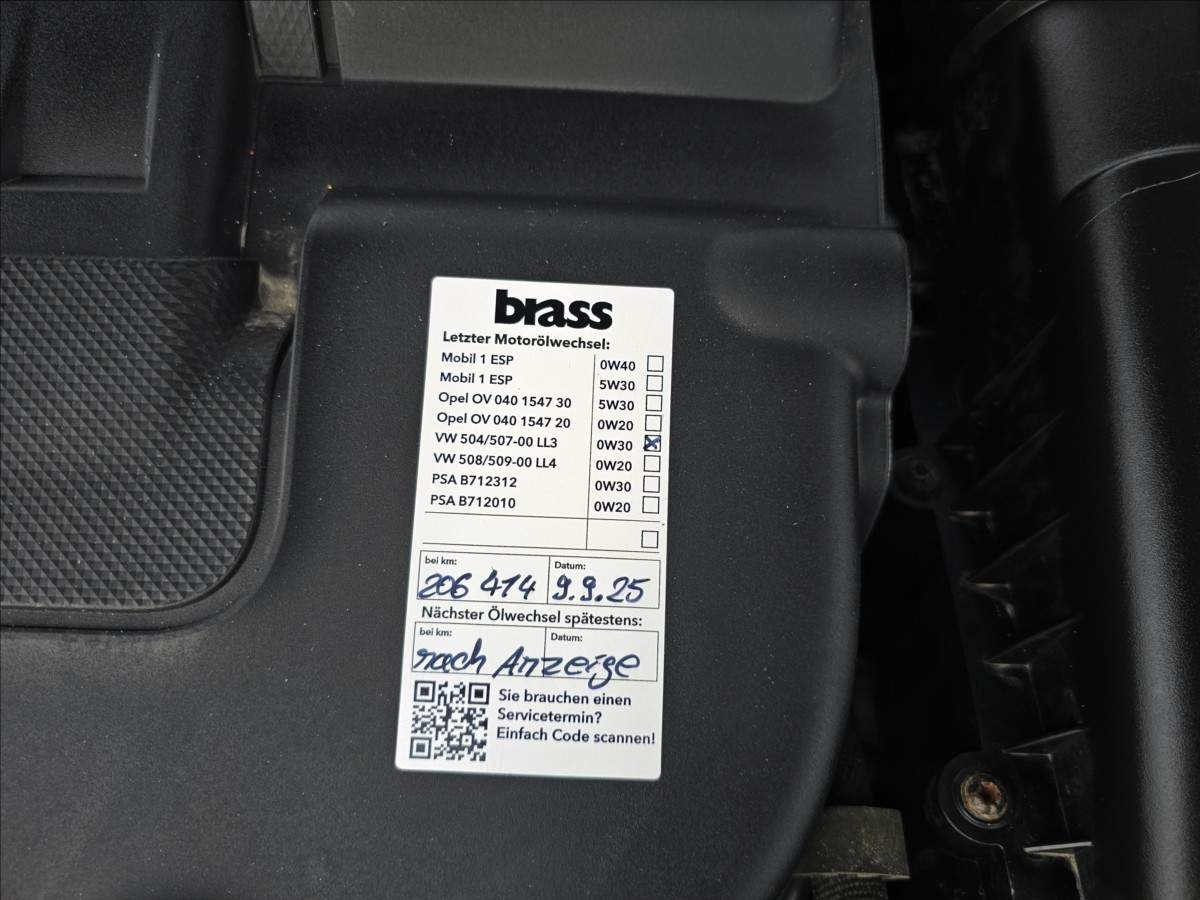 brass
Letzter Motorölwechsel:
Mobil 1 ESP 0W40
Mobil 1 ESP 5W30
Opel OV 040 1547 30 5W30
Opel OV 040 1547 20 0W20
VW 504/507-00 LL3 0W30 x
VW 508/509-00 LL4 0W20
PSA B712312 0W30
PSA B712010 0W20
bei km: Datum:
206 414 9.9.25
Nächster Ölwechsel spätestens:
bei km: Datum:
nach Anzeige
Sie brauchen einen
Servicetermin?
Einfach Code scannen!